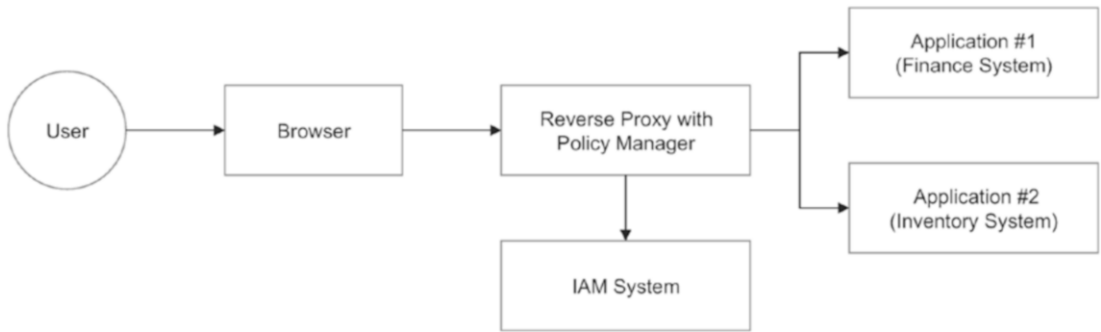 User
Browser
Reverse Proxy with
Policy Manager
Application #1
(Finance System)
Application #2
(Inventory System)
IAM System